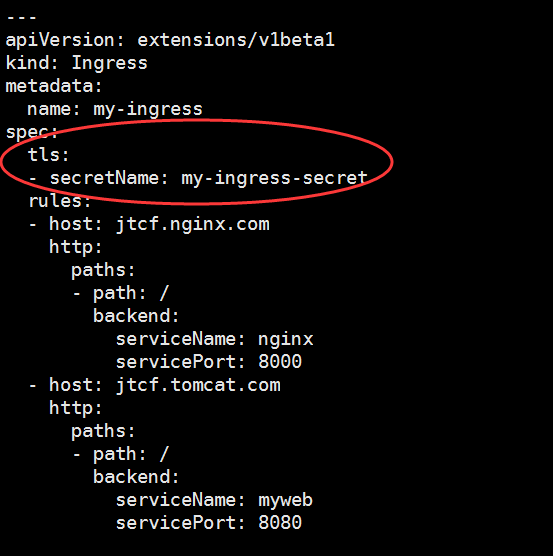 ---
apiVersion: extensions/v1beta1
kind: Ingress
metadata:
  name: my-ingress
spec:
  tls:
  - secretName: my-ingress-secret
  rules:
  - host: jtcf.nginx.com
    http:
      paths:
      - path: /
        backend:
          serviceName: nginx
          servicePort: 8000
  - host: jtcf.tomcat.com
    http:
      paths:
      - path: /
        backend:
          serviceName: myweb
          servicePort: 8080